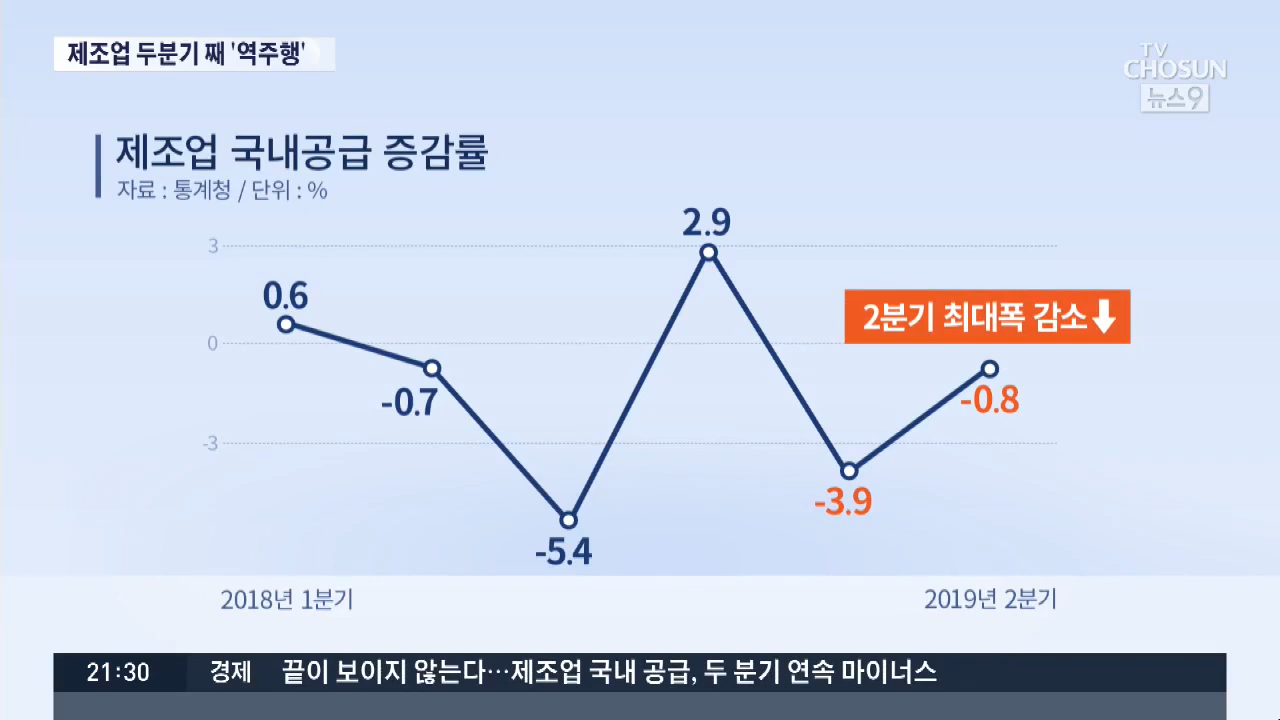 제조업 두분기 째 '역주행'
TV
CHOSUN
뉴스9
제조업 국내공급 증감률
자료 : 통계청 / 단위 : %
3
0
-3
0.6
-0.7
-5.4
2.9
-3.9
-0.8
2분기 최대폭 감소↓
2018년 1분기
2019년 2분기
21:30 경제 끝이 보이지 않는다…제조업 국내 공급, 두 분기 연속 마이너스